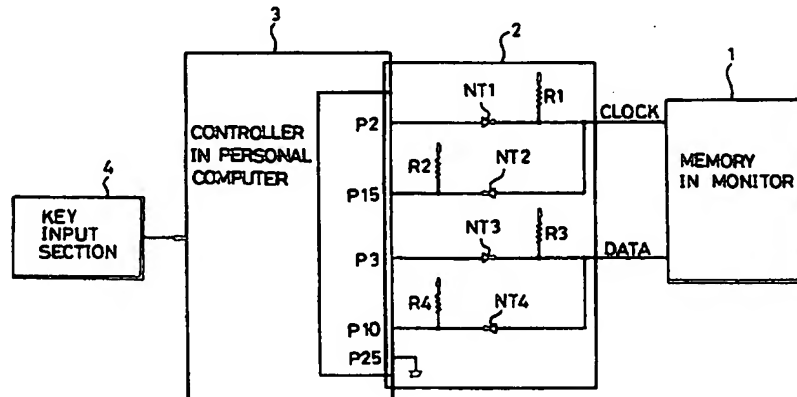 3
2
1
4
KEY
INPUT
SECTION
CONTROLLER
IN PERSONAL
COMPUTER
P2
P15
P3
P10
P25
NT1
R1
R2
NT2
NT3
R3
R4
NT4
CLOCK
DATA
MEMORY
IN MONITOR